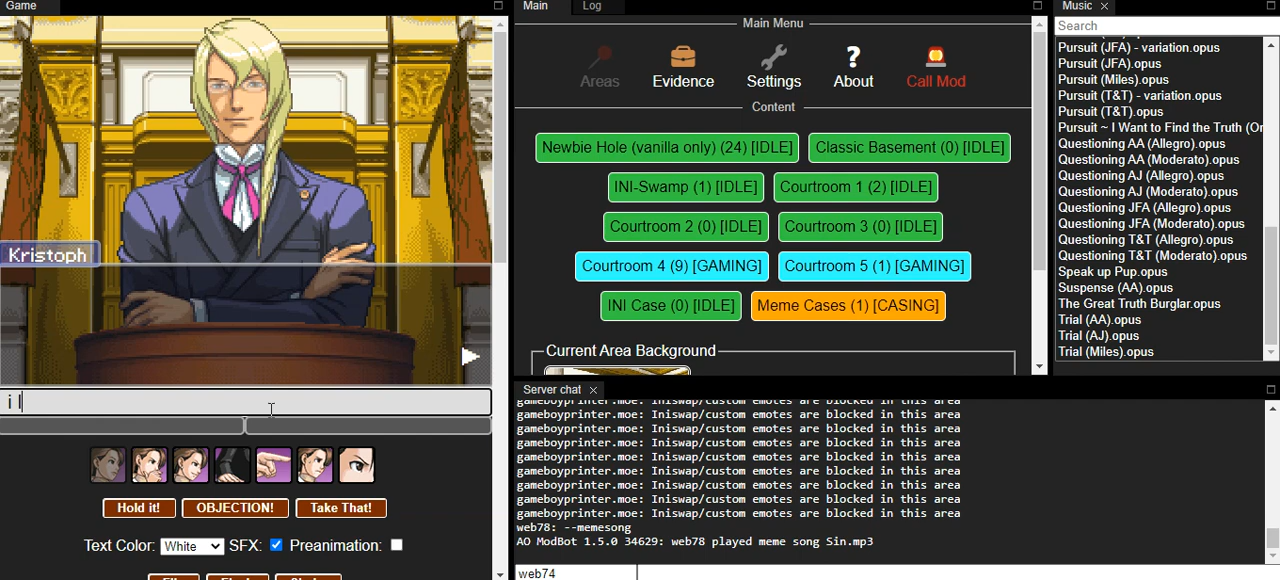 Game
Kristoph
i l
Hold it!
OBJECTION!
Take That!
Text Color:
White
SFX:
Preanimation:
Main
Log
Main Menu
Areas
Evidence
Settings
?
About
Call Mod
Content
Newbie Hole (vanilla only) (24) [IDLE]
Classic Basement (0) [IDLE]
INI-Swamp (1) [IDLE]
Courtroom 1 (2) [IDLE]
Courtroom 2 (0) [IDLE]
Courtroom 3 (0) [IDLE]
Courtroom 4 (9) [GAMING]
Courtroom 5 (1) [GAMING]
INI Case (0) [IDLE]
Meme Cases (1) [CASING]
Current Area Background
Music
Search
Pursuit (JFA) - variation.opus
Pursuit (JFA).opus
Pursuit (Miles).opus
Pursuit (T&T) - variation.opus
Pursuit (T&T).opus
Pursuit ~ I Want to Find the Truth (Or
Questioning AA (Allegro).opus
Questioning AA (Moderato).opus
Questioning AJ (Allegro).opus
Questioning AJ (Moderato).opus
Questioning JFA (Allegro).opus
Questioning JFA (Moderato).opus
Questioning T&T (Allegro).opus
Questioning T&T (Moderato).opus
Speak up Pup.opus
Suspense (AA).opus
The Great Truth Burglar.opus
Trial (AA).opus
Trial (AJ).opus
Trial (Miles).opus
Server chat
gameboyprinter.moe: Iniswap/custom emotes are blocked in this area
gameboyprinter.moe: Iniswap/custom emotes are blocked in this area
gameboyprinter.moe: Iniswap/custom emotes are blocked in this area
gameboyprinter.moe: Iniswap/custom emotes are blocked in this area
gameboyprinter.moe: Iniswap/custom emotes are blocked in this area
gameboyprinter.moe: Iniswap/custom emotes are blocked in this area
gameboyprinter.moe: Iniswap/custom emotes are blocked in this area
gameboyprinter.moe: Iniswap/custom emotes are blocked in this area
gameboyprinter.moe: Iniswap/custom emotes are blocked in this area
web78: --memesong
AO ModBot 1.5.0 34629: web78 played meme song Sin.mp3
web74